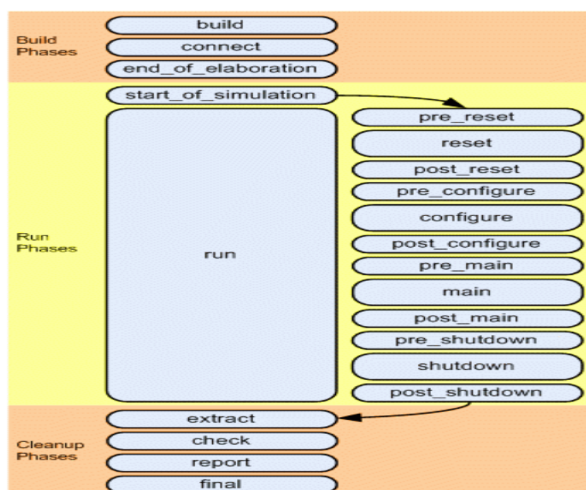 Build
Phases
build
connect
end_of_elaboration
Run
Phases
start_of_simulation
run
pre_reset
reset
post_reset
pre_configure
configure
post_configure
pre_main
main
post_main
pre_shutdown
shutdown
post_shutdown
Cleanup
Phases
extract
check
report
final